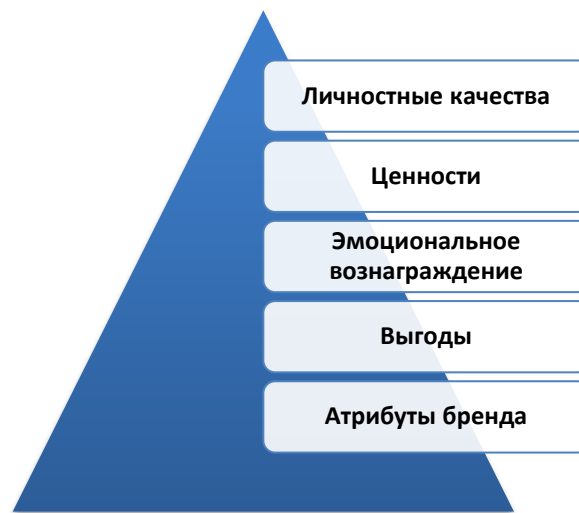 Личностные качества
Ценности
Эмоциональное
вознаграждение
Выгоды
Атрибуты бренда